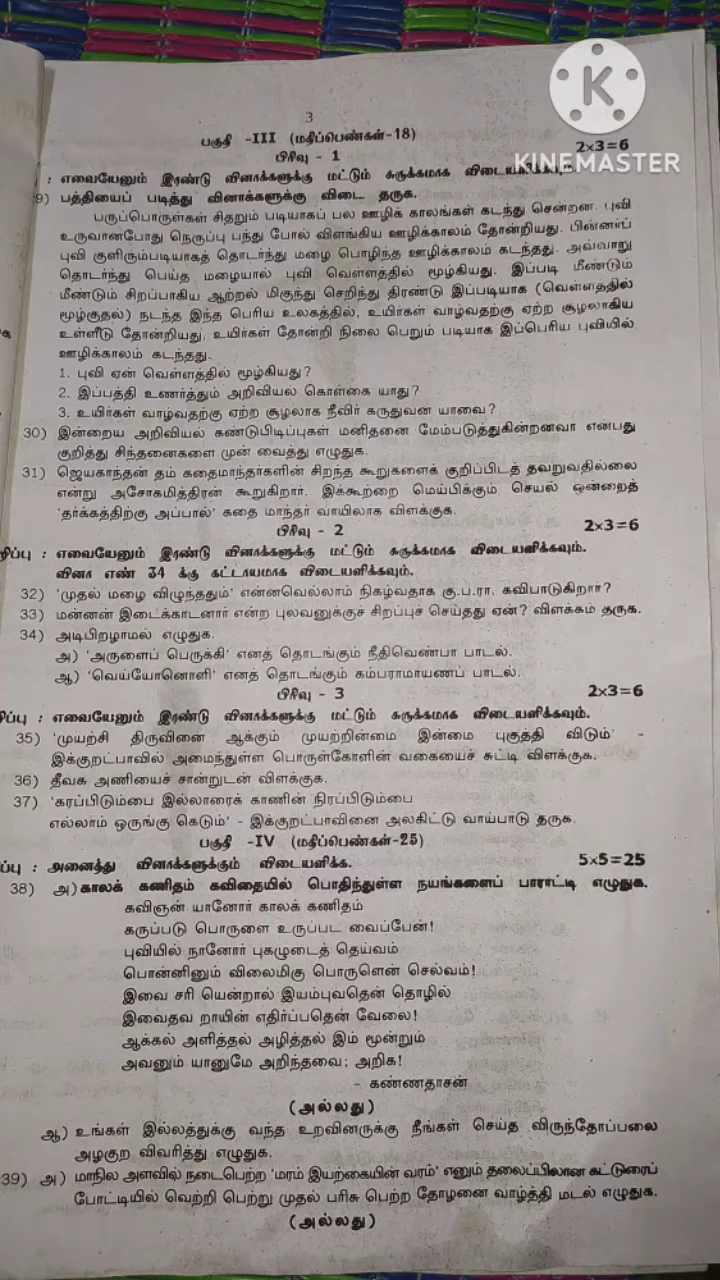 K
KINEMASTER
3
பகுதி -III (மதிப்பெண்கள்-18)
பிரிவு - 1
2×3=6
: எவையேனும் இரண்டு வினாக்களுக்கு மட்டும் சுருக்கமாக விடையளிக்கவும்.
9) பத்தியைப் படித்து வினாக்களுக்கு விடை தருக.
பருப்பொருள்கள் சிதறும் படியாகப் பல ஊழிக் காலங்கள் கடந்து சென்றன. புவி
உருவானபோது நெருப்பு பந்து போல் விளங்கிய ஊழிக்காலம் தோன்றியது. பின்னர்ப்
புவி குளிரும்படியாகத் தொடர்ந்து மழை பொழிந்த ஊழிக்காலம் கடந்தது. அவ்வாறு
தொடர்ந்து பெய்த மழையால் புவி வெள்ளத்தில் மூழ்கியது. இப்படி மீண்டும்
மீண்டும் சிறப்பாகிய ஆற்றல் மிகுந்து செறிந்து திரண்டு இப்படியாக (வெள்ளத்தில்
மூழ்குதல்) நடந்த இந்த பெரிய உலகத்தில், உயிர்கள் வாழ்வதற்கு ஏற்ற சூழலாகிய
உள்ளீடு தோன்றியது. உயிர்கள் தோன்றி நிலை பெறும் படியாக இப்பெரிய புவியில்
ஊழிக்காலம் கடந்தது.
1. புவி ஏன் வெள்ளத்தில் மூழ்கியது?
2. இப்பத்தி உணர்த்தும் அறிவியல் கொள்கை யாது?
3. உயிர்கள் வாழ்வதற்கு ஏற்ற சூழலாக நீவிர் கருதுவன யாவை?
30) இன்றைய அறிவியல் கண்டுபிடிப்புகள் மனிதனை மேம்படுத்துகின்றனவா என்பது
குறித்து சிந்தனைகளை முன் வைத்து எழுதுக.
31) ஜெயகாந்தன் தம் கதைமாந்தர்களின் சிறந்த கூறுகளைக் குறிப்பிடத் தவறுவதில்லை
என்று அசோகமித்திரன் கூறுகிறார். இக்கூற்றை மெய்பிக்கும் செயல் ஒன்றைத்
'தர்க்கத்திற்கு அப்பால்' கதை மாந்தர் வாயிலாக விளக்குக.
பிரிவு - 2
2×3=6
றிப்பு : எவையேனும் இரண்டு வினாக்களுக்கு மட்டும் சுருக்கமாக விடையளிக்கவும்.
வினா எண் 34 க்கு கட்டாயமாக விடையளிக்கவும்.
32) 'முதல் மழை விழுந்ததும்' என்னவெல்லாம் நிகழ்வதாக கு.ப.ரா. கவிபாடுகிறார்?
33) மன்னன் இடைக்காடனார் என்ற புலவனுக்குச் சிறப்புச் செய்தது ஏன்? விளக்கம் தருக.
34) அடிபிறழாமல் எழுதுக.
அ) 'அருளைப் பெருக்கி' எனத் தொடங்கும் நீதிவெண்பா பாடல்.
ஆ) 'வெய்யோனொளி' எனத் தொடங்கும் கம்பராமாயணப் பாடல்.
பிரிவு - 3
2×3=6
றிப்பு : எவையேனும் இரண்டு வினாக்களுக்கு மட்டும் சுருக்கமாக விடையளிக்கவும்.
35) 'முயற்சி திருவினை ஆக்கும் முயற்றின்மை இன்மை புகுத்தி விடும்' -
இக்குறட்பாவில் அமைந்துள்ள பொருள்கோளின் வகையைச் சுட்டி விளக்குக.
36) தீவக அணியைச் சான்றுடன் விளக்குக.
37) 'கரப்பிடும்பை இல்லாரைக் காணின் நிரப்பிடும்பை
எல்லாம் ஒருங்கு கெடும்' - இக்குறட்பாவினை அலகிட்டு வாய்பாடு தருக.
பகுதி -IV (மதிப்பெண்கள்-25)
ப்பு : அனைத்து வினாக்களுக்கும் விடையளிக்க.
5×5=25
38) அ) காலக் கணிதம் கவிதையில் பொதிந்துள்ள நயங்களைப் பாராட்டி எழுதுக.
கவிஞன் யானோர் காலக் கணிதம்
கருப்படு பொருளை உருப்பட வைப்பேன்!
புவியில் நானோர் புகழுடைத் தெய்வம்
பொன்னினும் விலைமிகு பொருளென் செல்வம்!
இவை சரி யென்றால் இயம்புவதென் தொழில்
இவைதவ றாயின் எதிர்ப்பதென் வேலை!
ஆக்கல் அளித்தல் அழித்தல் இம் மூன்றும்
அவனும் யானுமே அறிந்தவை; அறிக!
- கண்ணதாசன்
(அல்லது)
ஆ) உங்கள் இல்லத்துக்கு வந்த உறவினருக்கு நீங்கள் செய்த விருந்தோப்பலை
அழகுற விவரித்து எழுதுக.
39) அ) மாநில அளவில் நடைபெற்ற 'மரம் இயற்கையின் வரம்' எனும் தலைப்பிலான கட்டுரைப்
போட்டியில் வெற்றி பெற்று முதல் பரிசு பெற்ற தோழனை வாழ்த்தி மடல் எழுதுக.
(அல்லது)